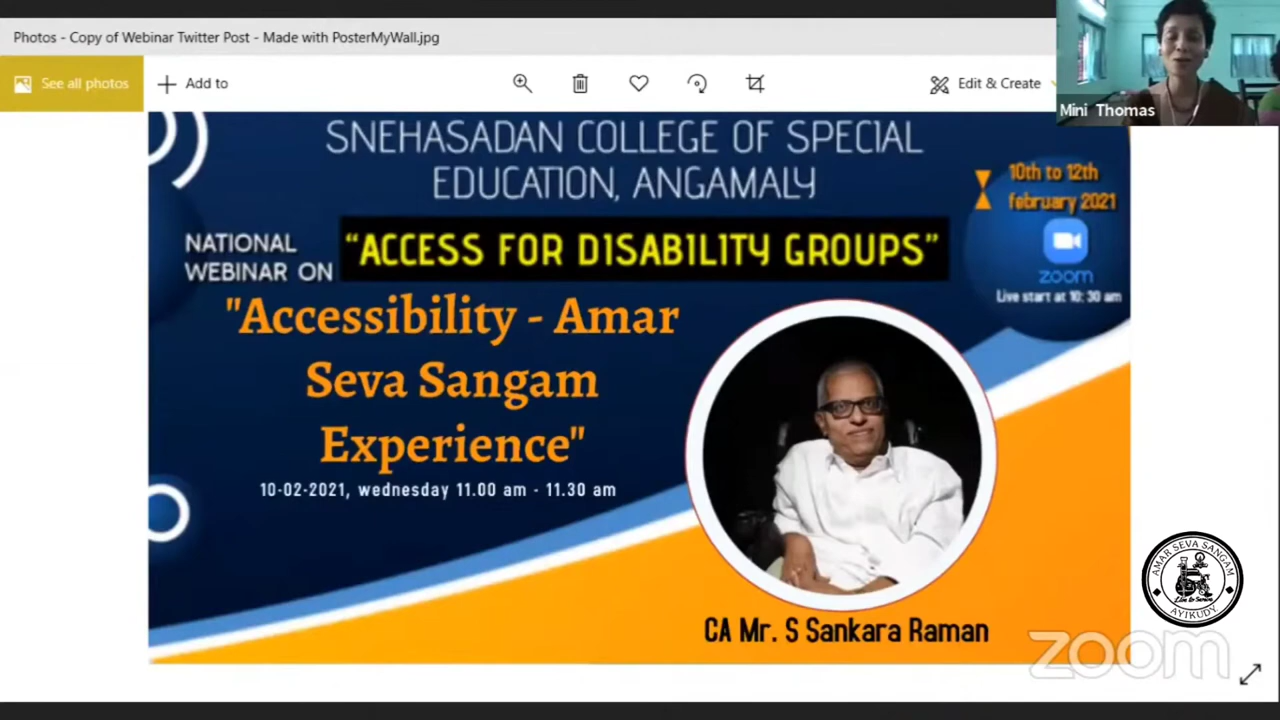 Photos - Copy of Webinar Twitter Post - Made with PosterMyWall.jpg
See all photos
Add to
Edit & Create
Mini Thomas
SNEHASADAN COLLEGE OF SPECIAL
EDUCATION, ANGAMALY
10th to 12th
february 2021
NATIONAL
WEBINAR ON
“ACCESS FOR DISABILITY GROUPS”
zoom
Live start at 10: 30 am
"Accessibility - Amar
Seva Sangam
Experience"
10-02-2021, wednesday 11.00 am - 11.30 am
CA Mr. S Sankara Raman
AMAR SEVA SANGAM
AYIKUDY
zoom